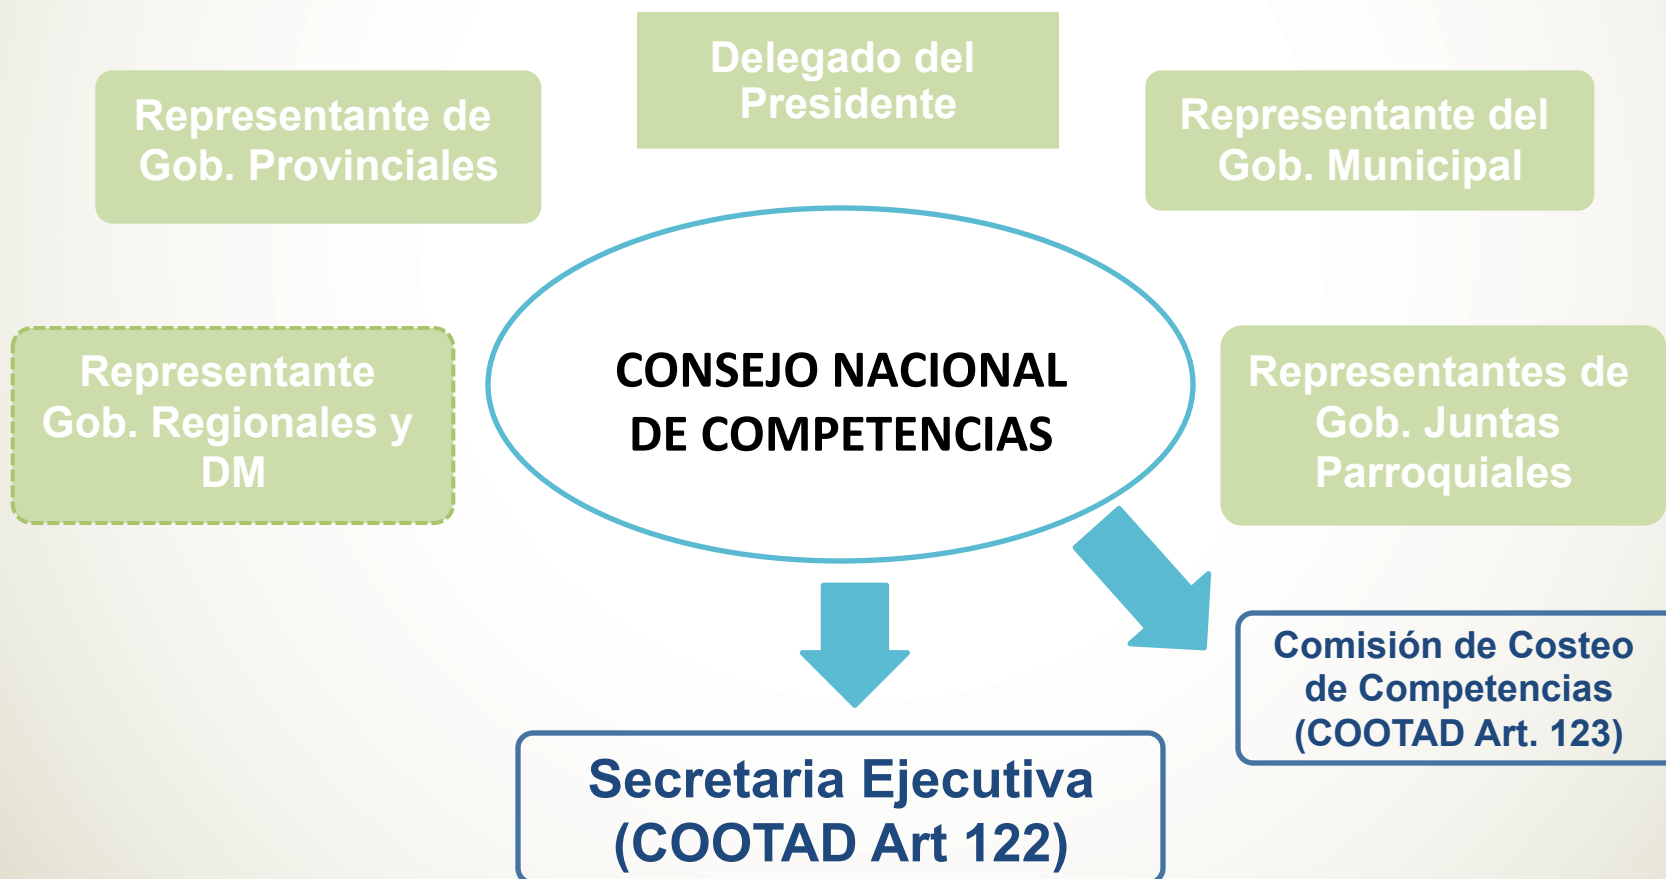 Delegado del
Presidente
Representante de
Gob. Provinciales
Representante del
Gob. Municipal
Representante
Gob. Regionales y
DM
CONSEJO NACIONAL
DE COMPETENCIAS
Representantes de
Gob. Juntas
Parroquiales
Comisión de Costeo
de Competencias
(COOTAD Art. 123)
Secretaria Ejecutiva
(COOTAD Art 122)